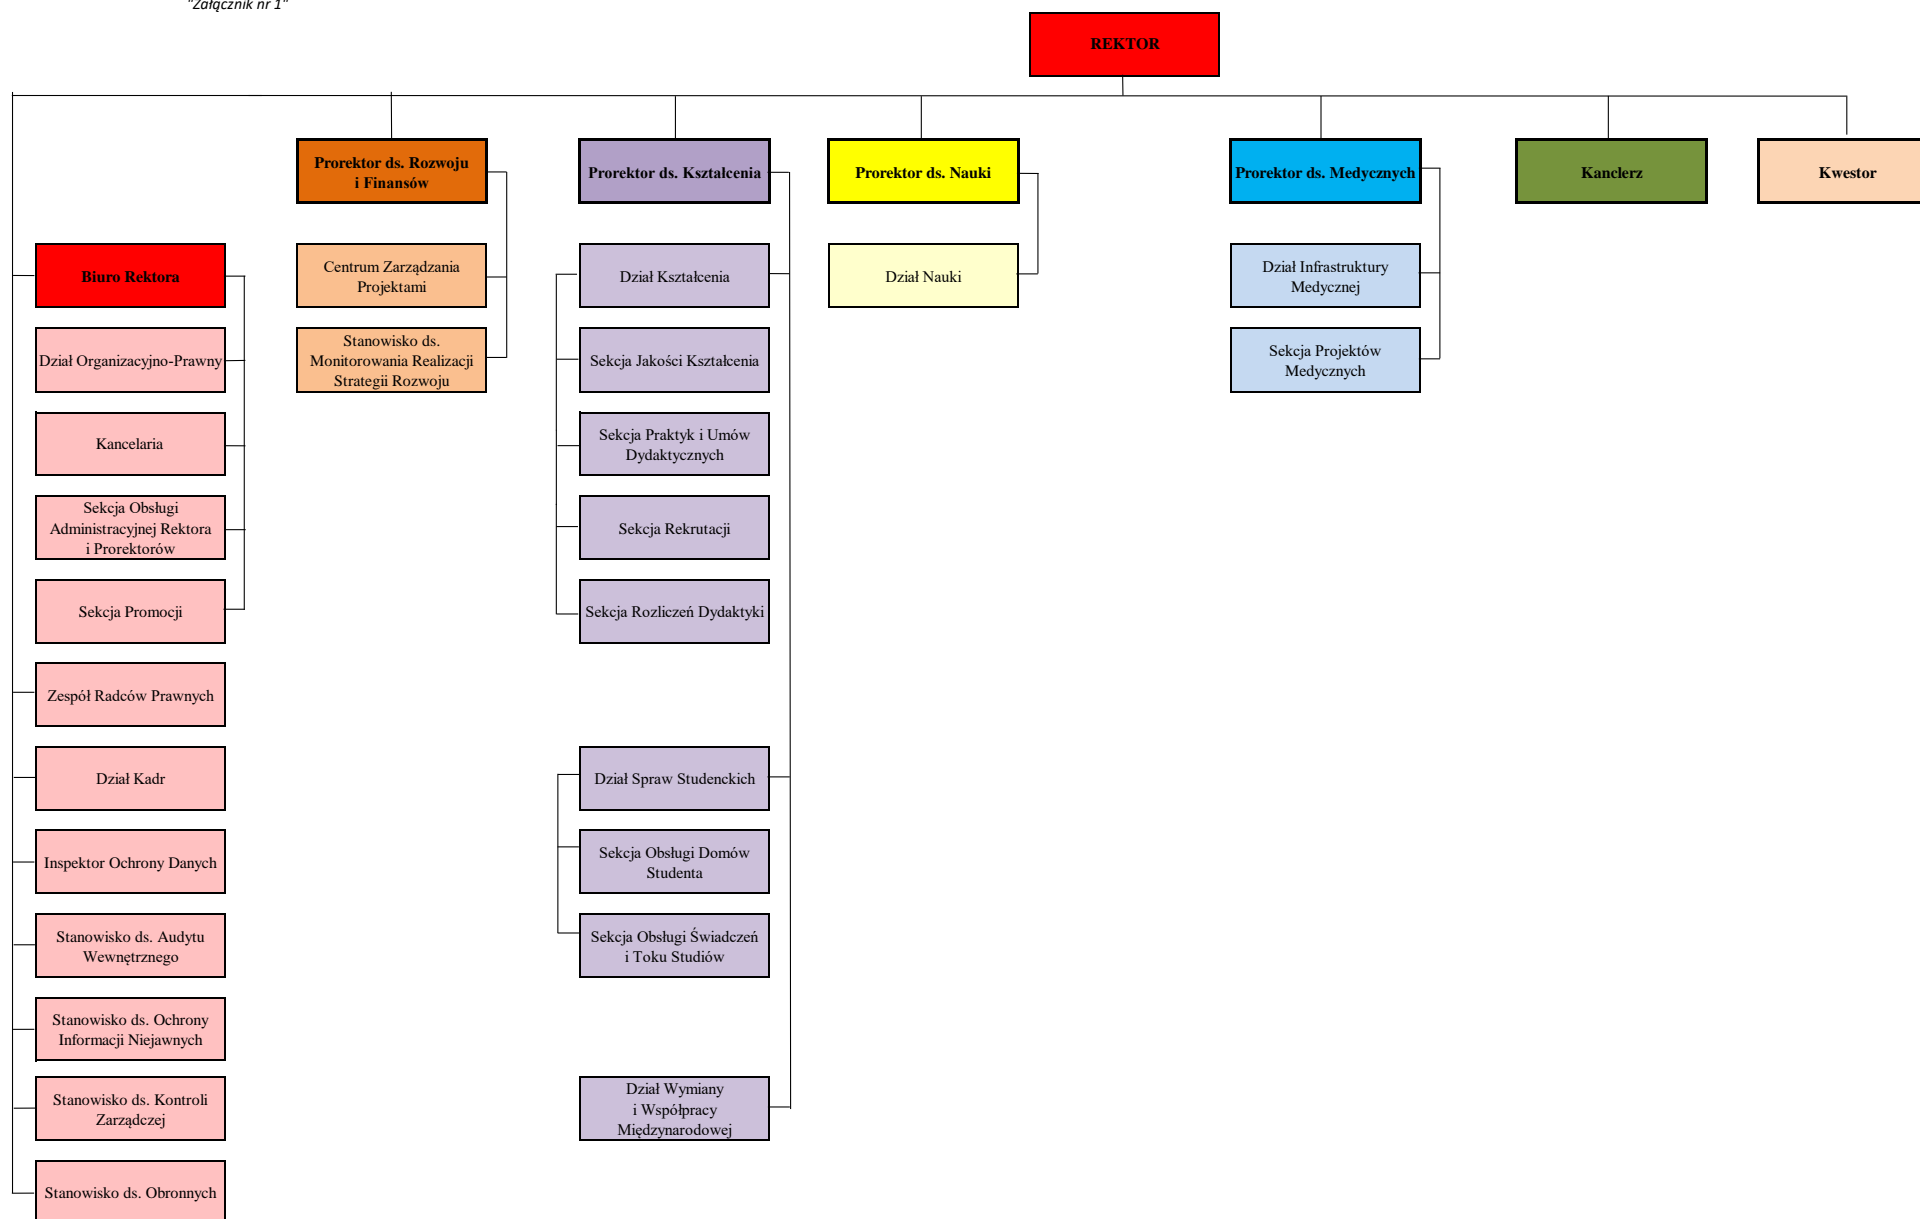 "Załącznik nr 1"
REKTOR
Prorektor ds. Rozwoju
i Finansów
Prorektor ds. Kształcenia
Prorektor ds. Nauki
Prorektor ds. Medycznych
Kanclerz
Kwestor
Biuro Rektora
Dział Organizacyjno-Prawny
Kancelaria
Sekcja Obsługi
Administracyjnej Rektora
i Prorektorów
Sekcja Promocji
Zespół Radców Prawnych
Dział Kadr
Inspektor Ochrony Danych
Stanowisko ds. Audytu
Wewnętrznego
Stanowisko ds. Ochrony
Informacji Niejawnych
Stanowisko ds. Kontroli
Zarządczej
Stanowisko ds. Obronnych
Centrum Zarządzania
Projektami
Stanowisko ds.
Monitorowania Realizacji
Strategii Rozwoju
Dział Kształcenia
Sekcja Jakości Kształcenia
Sekcja Praktyk i Umów
Dydaktycznych
Sekcja Rekrutacji
Sekcja Rozliczeń Dydaktyki
Dział Spraw Studenckich
Sekcja Obsługi Domów
Studenta
Sekcja Obsługi Świadczeń
i Toku Studiów
Dział Wymiany
i Współpracy
Międzynarodowej
Dział Nauki
Dział Infrastruktury
Medycznej
Sekcja Projektów
Medycznych